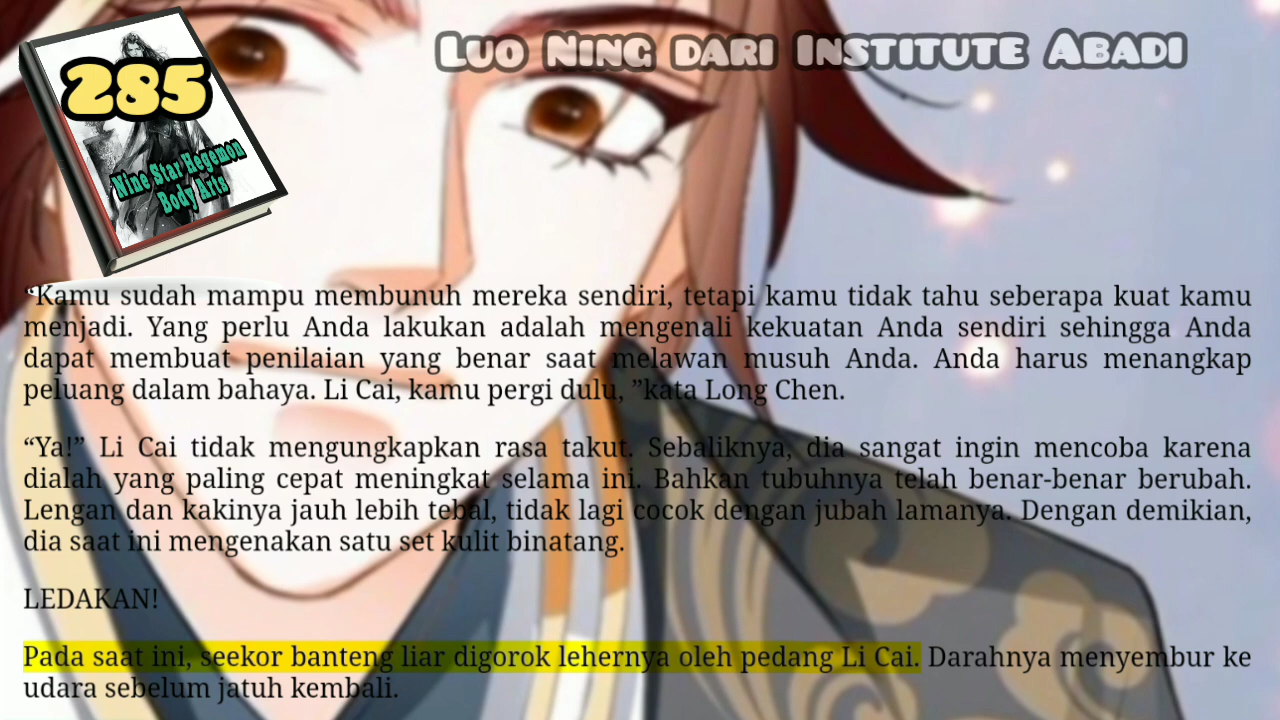 285
Nine Star Hegemon
Body Arts
Luo Ning dari Institute Abadi
“Kamu sudah mampu membunuh mereka sendiri, tetapi kamu tidak tahu seberapa kuat kamu
menjadi. Yang perlu Anda lakukan adalah mengenali kekuatan Anda sendiri sehingga Anda
dapat membuat penilaian yang benar saat melawan musuh Anda. Anda harus menangkap
peluang dalam bahaya. Li Cai, kamu pergi dulu, ”kata Long Chen.
“Ya!” Li Cai tidak mengungkapkan rasa takut. Sebaliknya, dia sangat ingin mencoba karena
dialah yang paling cepat meningkat selama ini. Bahkan tubuhnya telah benar-benar berubah.
Lengan dan kakinya jauh lebih tebal, tidak lagi cocok dengan jubah lamanya. Dengan demikian,
dia saat ini mengenakan satu set kulit binatang.
LEDAKAN!
Pada saat ini, seekor banteng liar digorok lehernya oleh pedang Li Cai. Darahnya menyembur ke
udara sebelum jatuh kembali.